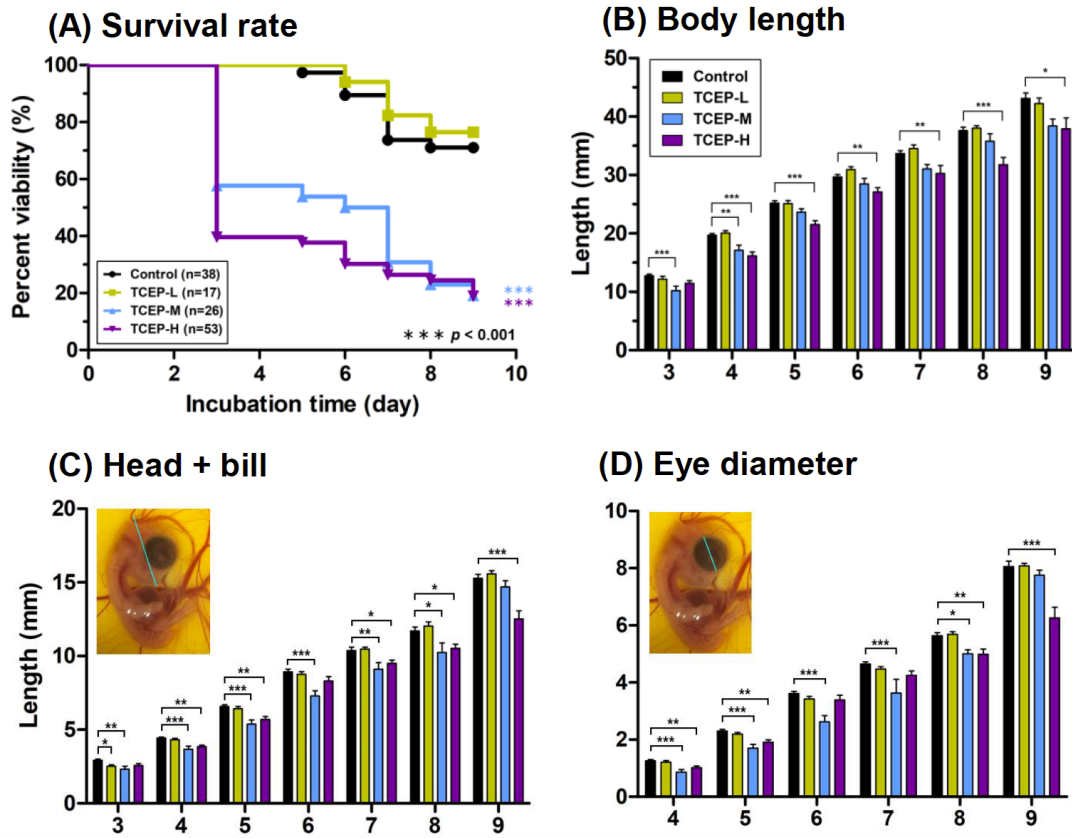 (A) Survival rate
Percent viability (%)
100
80
60
40
20
0
Control (n=38)
TCEP-L (n=17)
TCEP-M (n=26)
TCEP-H (n=53)
***
***
*** p < 0.001
0 2 4 6 8 10
Incubation time (day)
(B) Body length
Length (mm)
50
40
30
20
10
0
Control
TCEP-L
TCEP-M
TCEP-H
***
***
**
***
**
**
***
*
3 4 5 6 7 8 9
(C) Head + bill
Length (mm)
20
15
10
5
0
**
*
**
***
**
***
***
*
**
*
*
***
3 4 5 6 7 8 9
(D) Eye diameter
Length (mm)
10
8
6
4
2
0
**
***
**
***
***
***
**
*
***
4 5 6 7 8 9